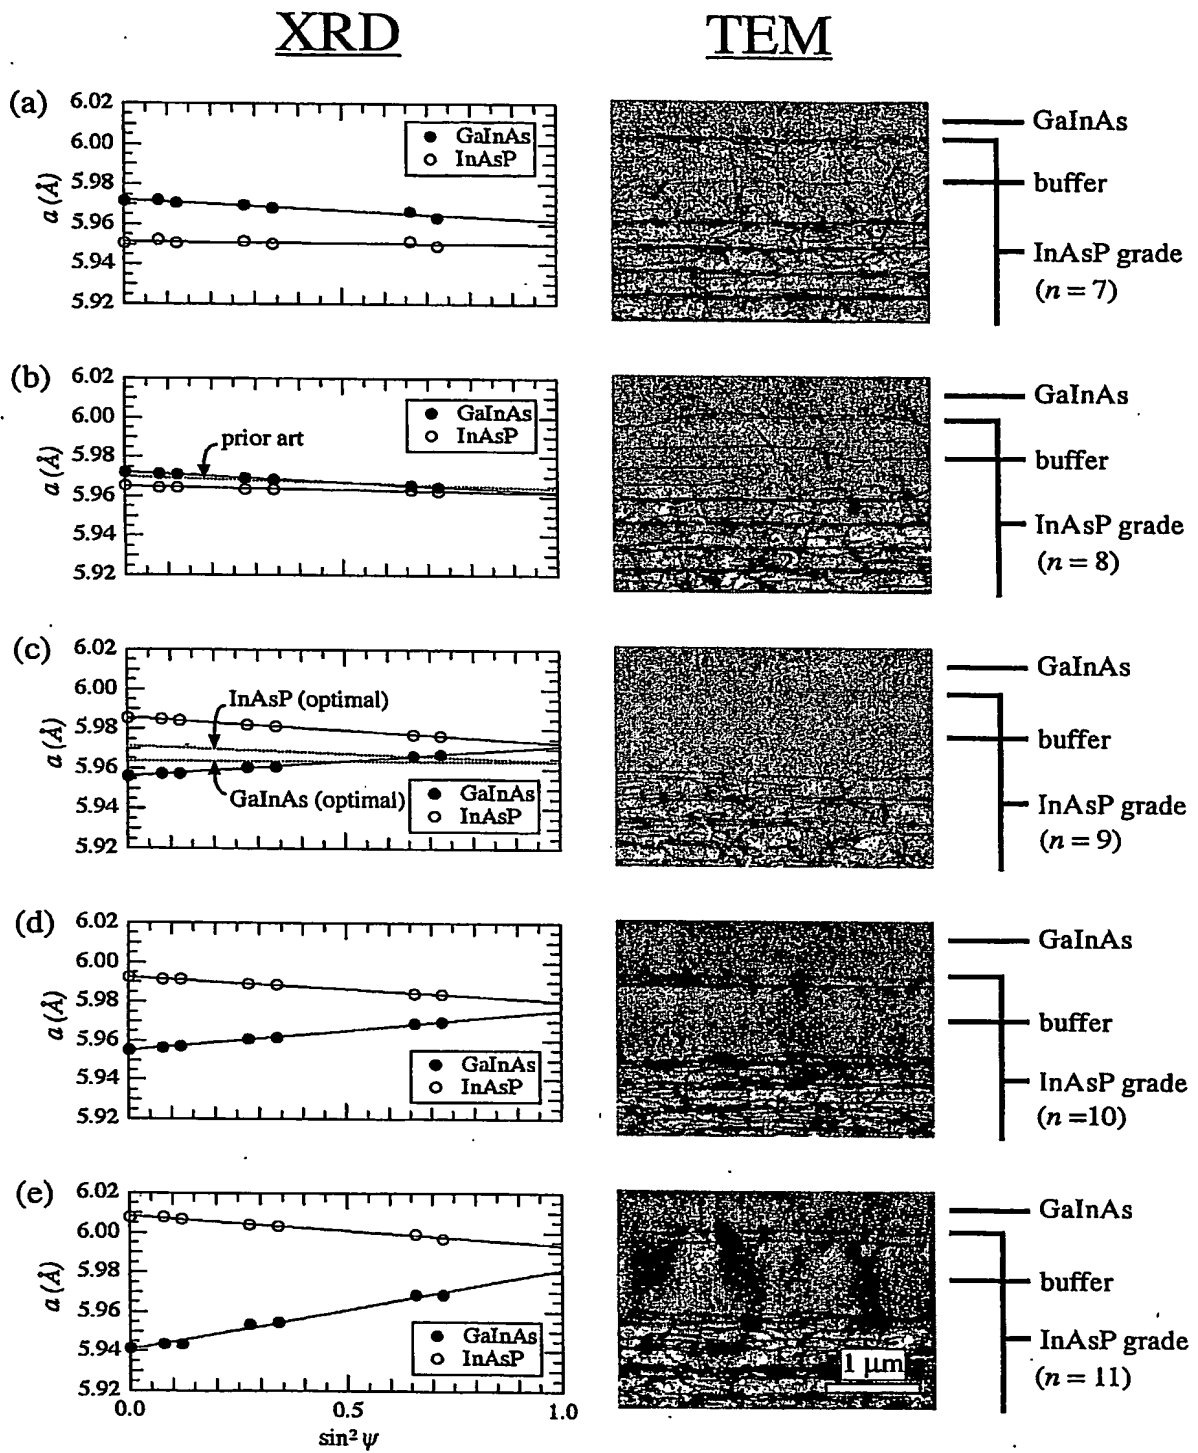 XRD
TEM
(a)
6.02
6.00
5.98
5.96
5.94
5.92
a (Å)
GaInAs
InAsP
GaInAs
buffer
InAsP grade
(n = 7)
(b)
6.02
6.00
5.98
5.96
5.94
5.92
a (Å)
prior art
GaInAs
InAsP
GaInAs
buffer
InAsP grade
(n = 8)
(c)
6.02
6.00
5.98
5.96
5.94
5.92
a (Å)
InAsP (optimal)
GaInAs (optimal)
GaInAs
InAsP
GaInAs
buffer
InAsP grade
(n = 9)
(d)
6.02
6.00
5.98
5.96
5.94
5.92
a (Å)
GaInAs
InAsP
GaInAs
buffer
InAsP grade
(n =10)
(e)
6.02
6.00
5.98
5.96
5.94
5.92
a (Å)
GaInAs
InAsP
0.0
0.5
1.0
sin² ψ
1 μm
GaInAs
buffer
InAsP grade
(n = 11)